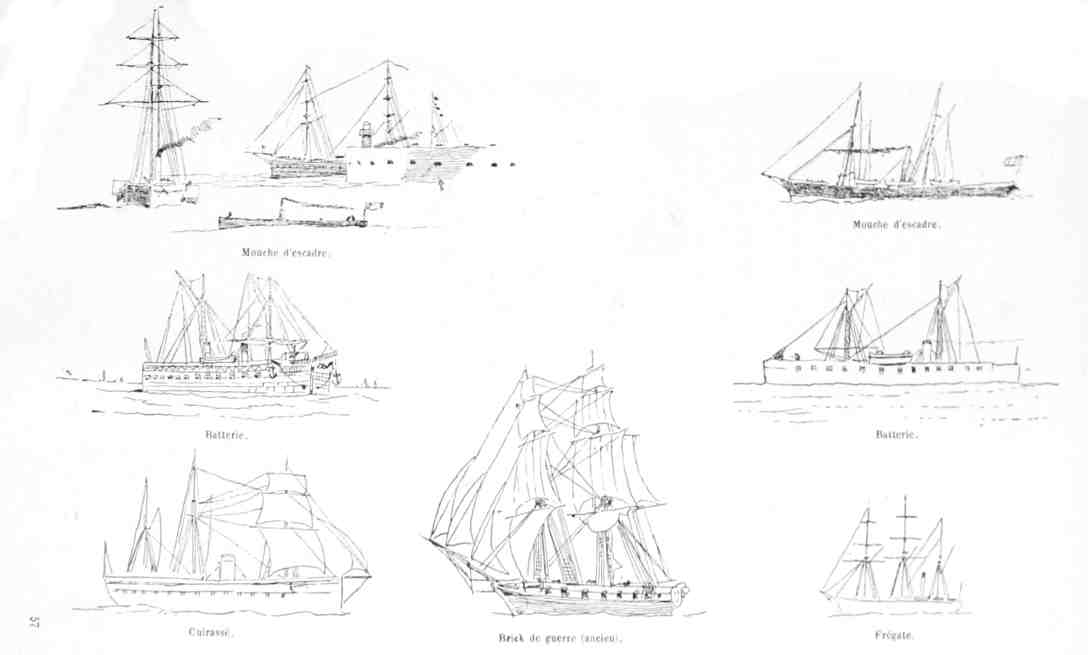 Mouche d'escadre.
Mouche d'escadre.
Batterie.
Batterie.
Cuirassé.
Brick de guerre (ancien).
Frégate.
57